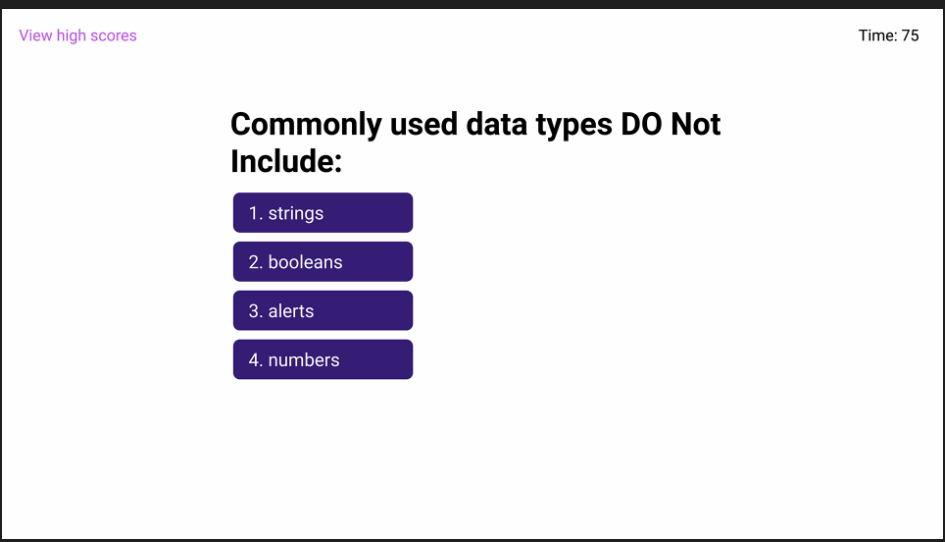 View high scores
Time: 75
Commonly used data types DO Not
Include:
1. strings
2. booleans
3. alerts
4. numbers